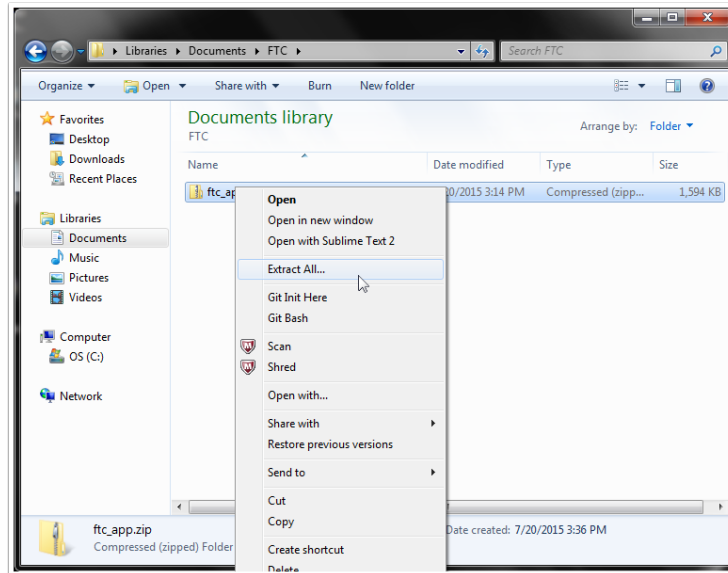 Libraries Documents FTC
Search FTC
Organize Open Share with Burn New folder
Favorites
Desktop
Downloads
Recent Places
Libraries
Documents
Music
Pictures
Videos
Computer
OS (C:)
Network
Documents library
FTC
Arrange by: Folder
Name Date modified Type Size
ftc_ap 20/2015 3:14 PM Compressed (zipp... 1,594 KB
Open
Open in new window
Open with Sublime Text 2
Extract All...
Git Init Here
Git Bash
Scan
Shred
Open with...
Share with
Restore previous versions
Send to
Cut
Copy
Create shortcut
Delete
ftc_app.zip
Date created: 7/20/2015 3:36 PM
Compressed (zipped) Folder